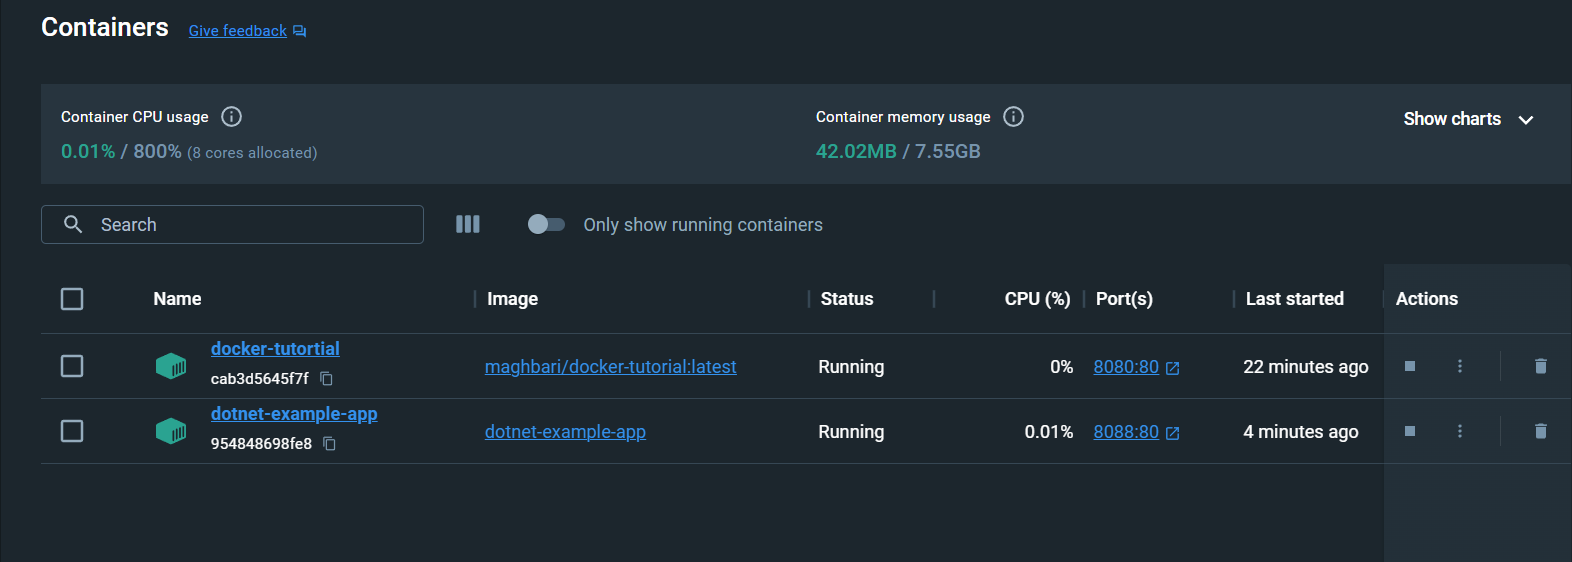 Containers Give feedback
Container CPU usage Container memory usage Show charts
0.01% / 800% (8 cores allocated) 42.02MB / 7.55GB
Search Only show running containers
Name Image Status CPU (%) Port(s) Last started Actions
docker-tutortial
cab3d5645f7f maghbari/docker-tutorial:latest Running 0% 8080:80 22 minutes ago
dotnet-example-app
954848698fe8 dotnet-example-app Running 0.01% 8088:80 4 minutes ago